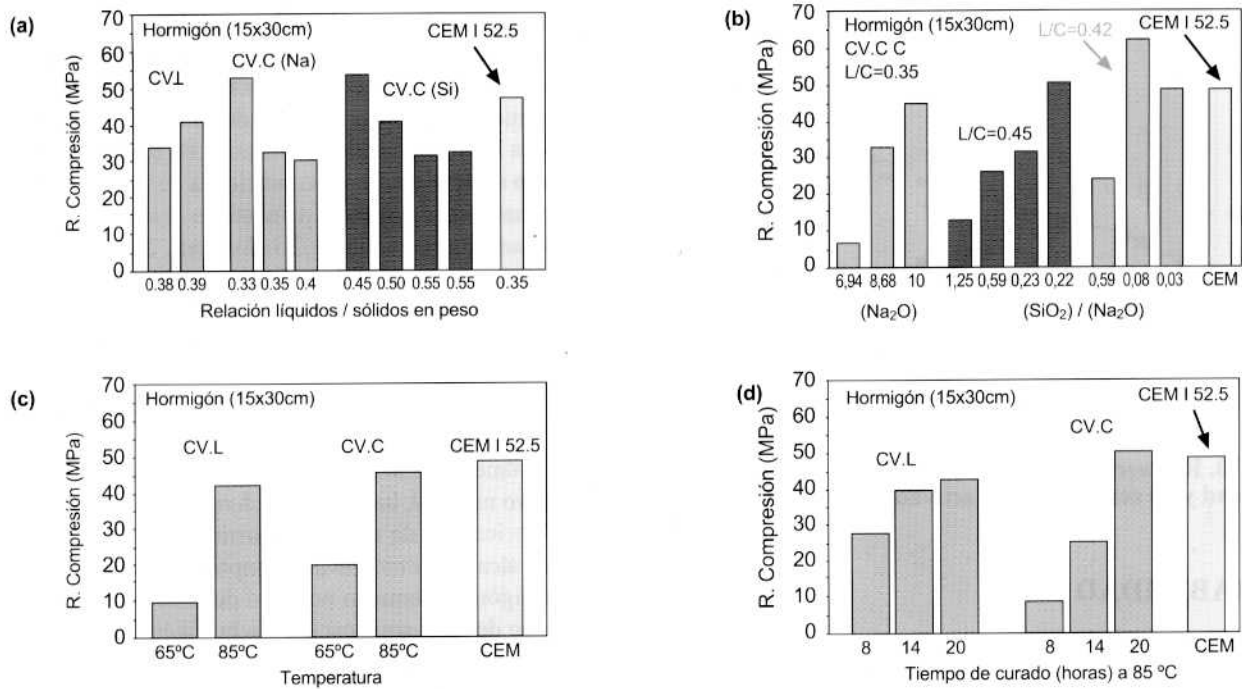 (a)
Hormigón (15x30cm)
CEM I 52.5
CV⊥
CV.C (Na)
CV.C (Si)
R. Compresión (MPa)
70
60
50
40
30
20
10
0
0.38 0.39 0.33 0.35 0.4 0.45 0.50 0.55 0.55 0.35
Relación líquidos / sólidos en peso
(b)
Hormigón (15x30cm)
CV.C C
L/C=0.35
L/C=0.42
CEM I 52.5
L/C=0.45
R. Compresión (MPa)
70
60
50
40
30
20
10
0
6,94 8,68 10 1,25 0,59 0,23 0,22 0,59 0,08 0,03 CEM
(Na₂O) (SiO₂) / (Na₂O)
(c)
Hormigón (15x30cm)
CV.L
CV.C
CEM I 52.5
R. Compresión (MPa)
70
60
50
40
30
20
10
0
65ºC 85ºC 65ºC 85ºC CEM
Temperatura
(d)
Hormigón (15x30cm)
CEM I 52.5
CV.C
CV.L
R. Compresión (MPa)
70
60
50
40
30
20
10
0
8 14 20 8 14 20 CEM
Tiempo de curado (horas) a 85 ºC